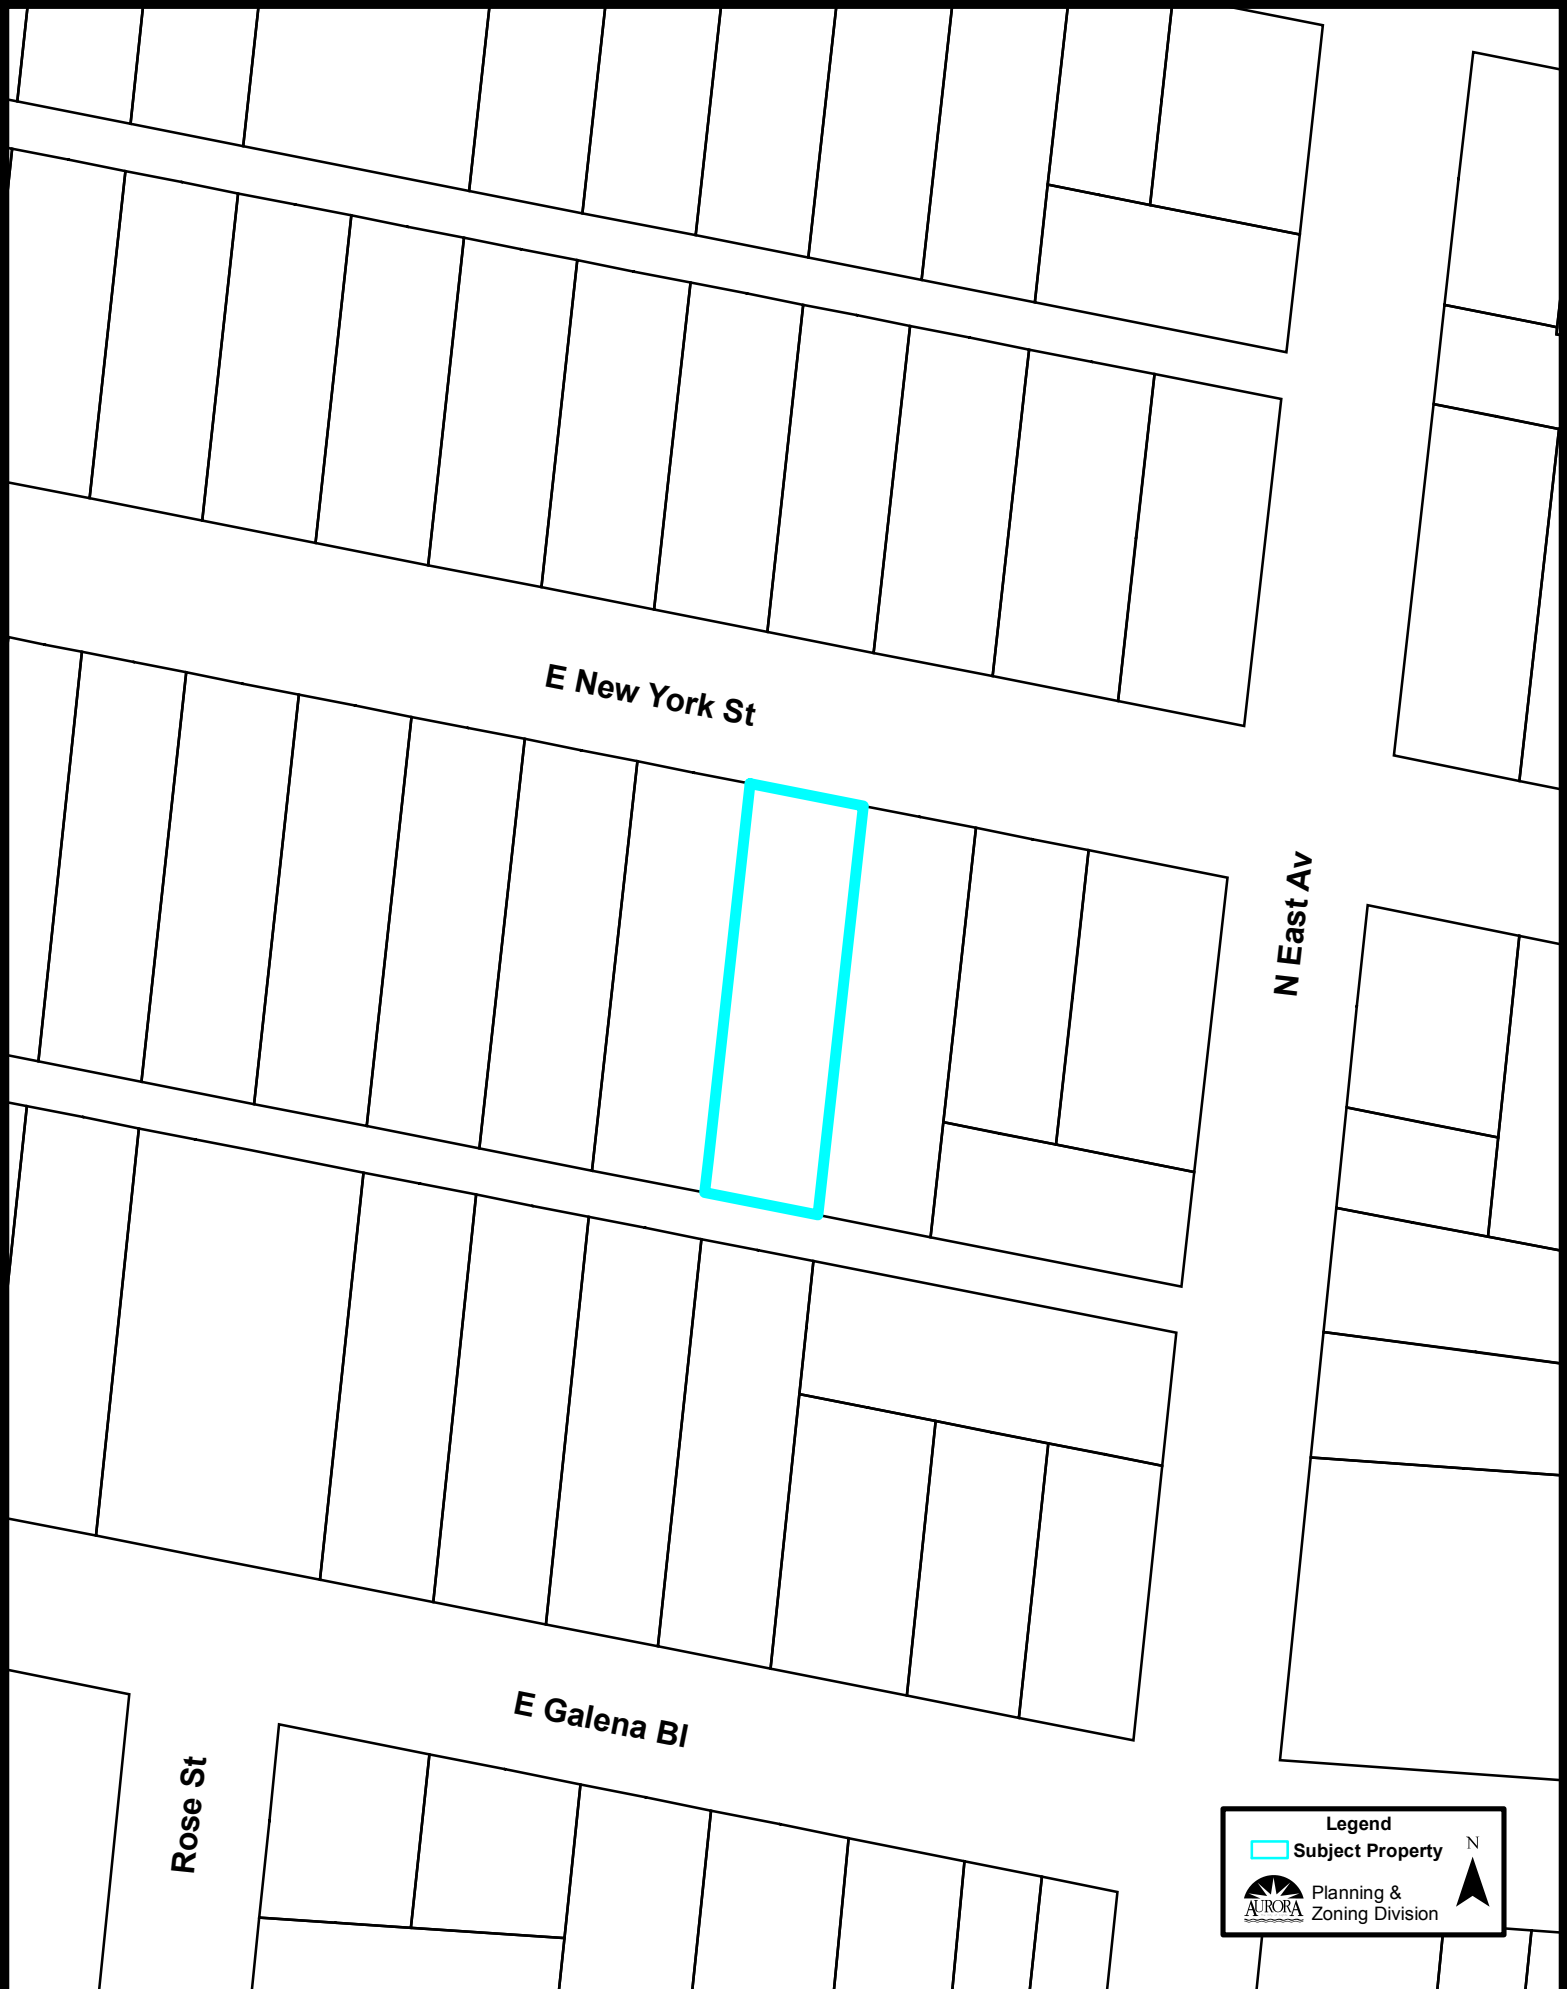 E New York St
N East Av
E Galena Bl
Rose St
Legend
Subject Property
N
AURORA
Planning &
Zoning Division